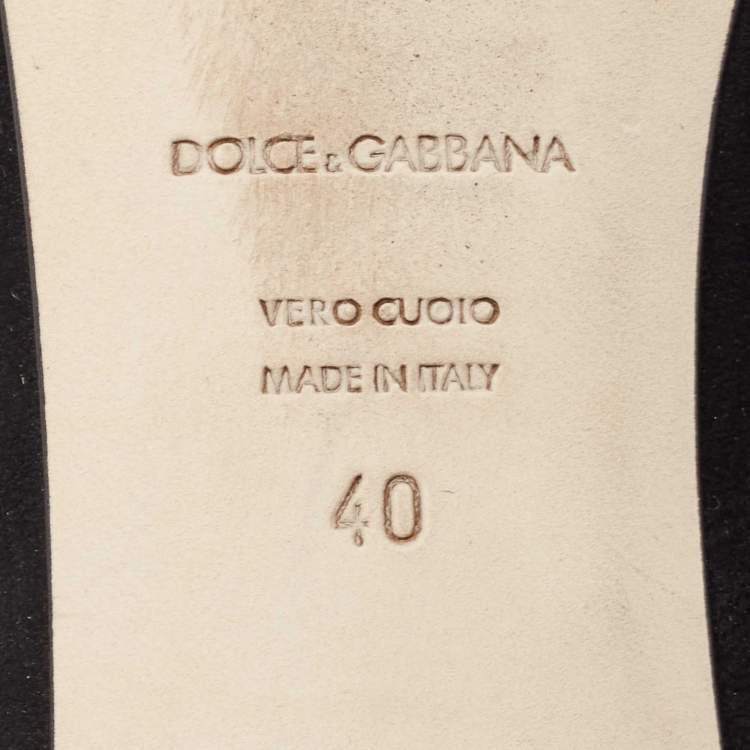 DOLCE & GABBANA
VERO CUOIO
MADE IN ITALY
40